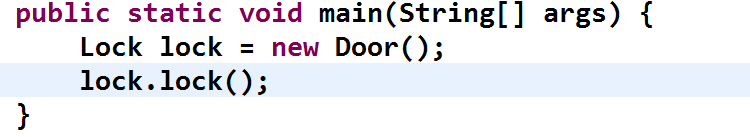 public static void main(String[] args) {
    Lock lock = new Door();
    lock.lock();
}